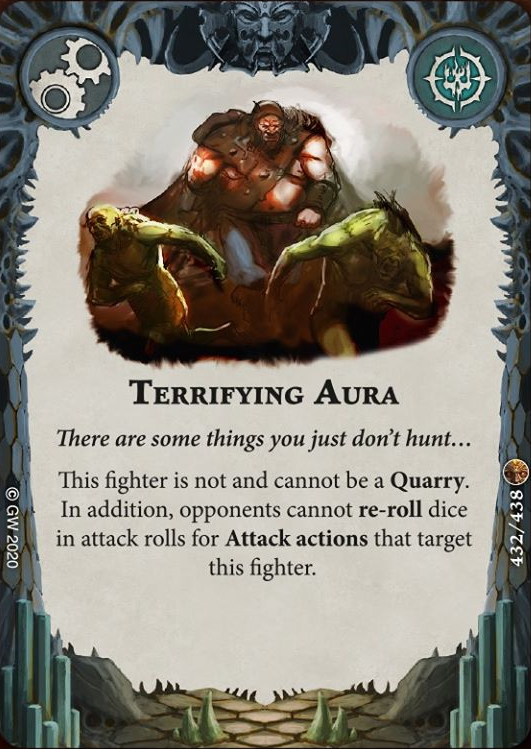 TERRIFYING AURA
There are some things you just don't hunt...
This fighter is not and cannot be a Quarry.
In addition, opponents cannot re-roll dice
in attack rolls for Attack actions that target
this fighter.
© GW 2020
432/438